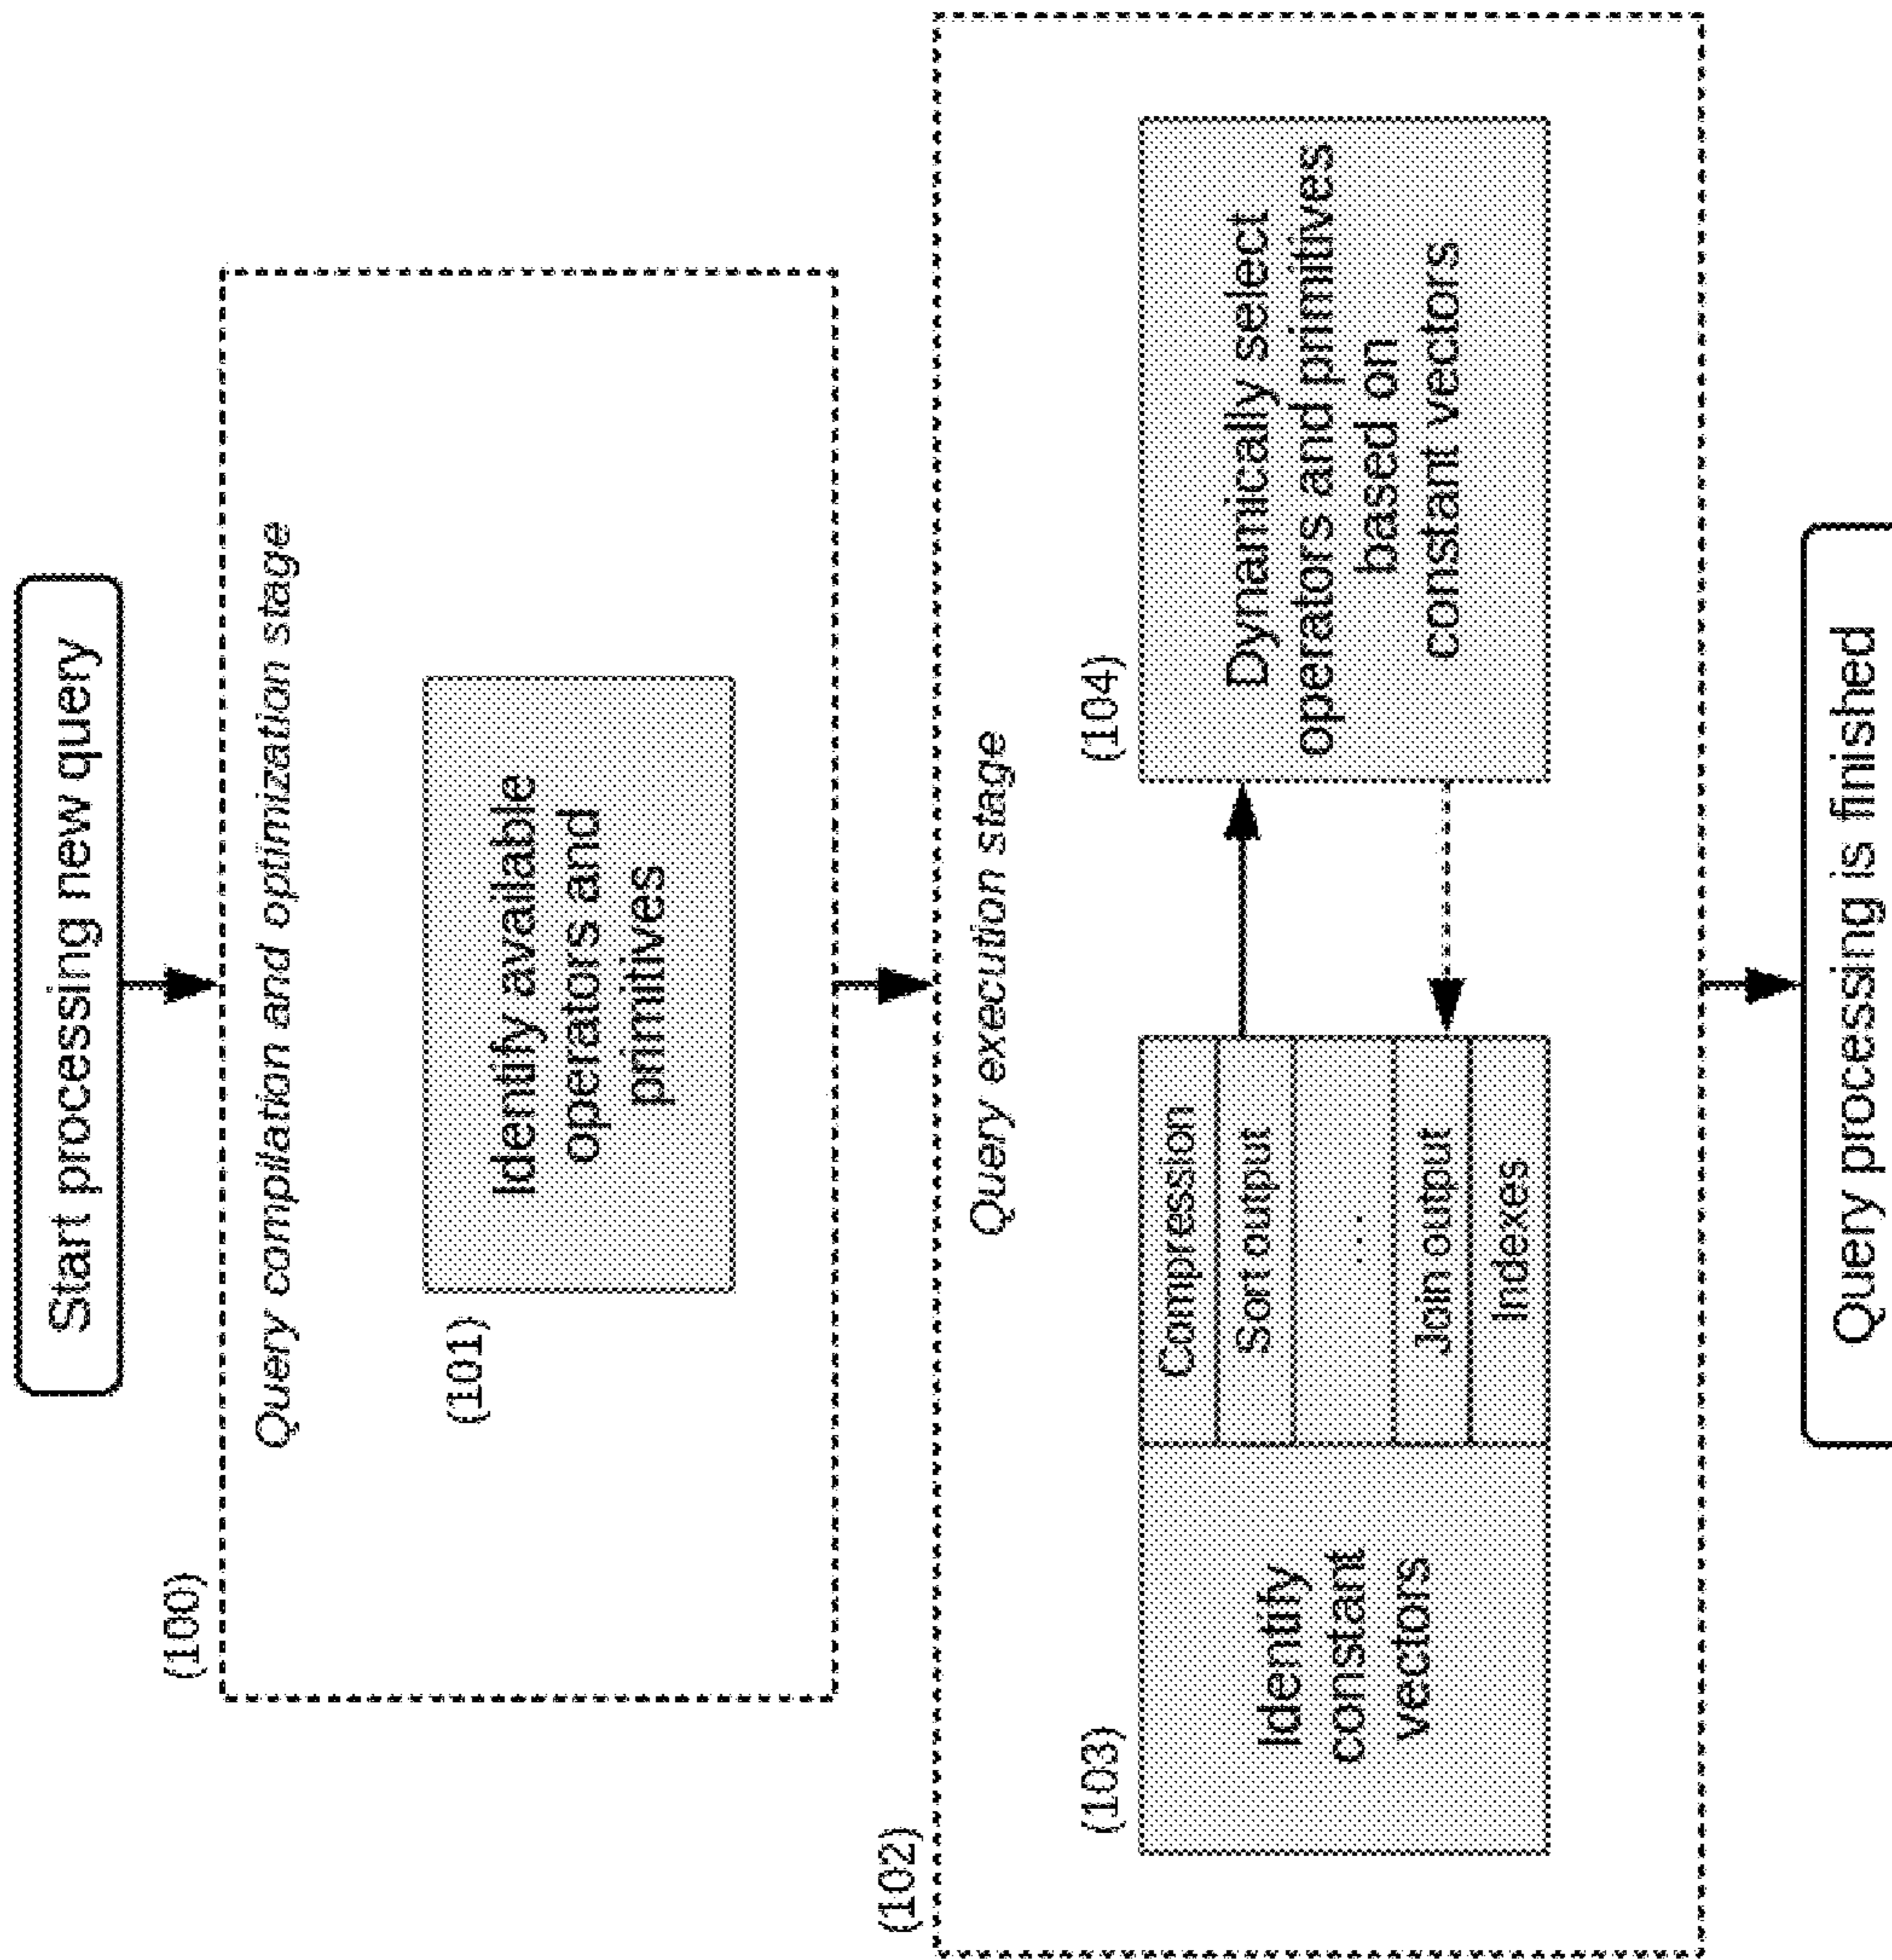 Start processing new query
(100)
Query compilation and optimization stage
(101)
Identify available
operators and
primitives
(102)
Query execution stage
(103)
Identify
constant
vectors
Compression
Sort output
....
Join output
Indexes
(104)
Dynamically select
operators and primitives
based on
constant vectors
Query processing is finished